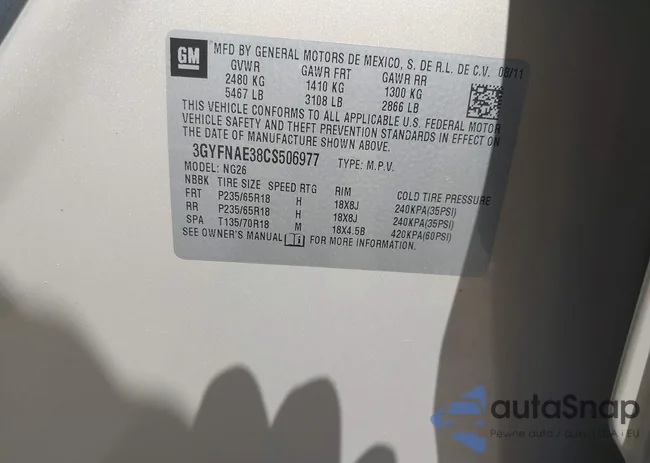 GM
MFD BY GENERAL MOTORS DE MEXICO, S. DE R.L. DE C.V. 08/11
GVWR GAWR FRT GAWR RR
2480 KG 1410 KG 1300 KG
5467 LB 3108 LB 2866 LB
THIS VEHICLE CONFORMS TO ALL APPLICABLE U.S. FEDERAL MOTOR
VEHICLE SAFETY AND THEFT PREVENTION STANDARDS IN EFFECT ON
THE DATE OF MANUFACTURE SHOWN ABOVE.
3GYFNAE38CS506977 TYPE: M.P.V.
MODEL: NG26
NBBK TIRE SIZE SPEED RTG RIM COLD TIRE PRESSURE
FRT P235/65R18 H 18X8J 240KPA(35PSI)
RR P235/65R18 H 18X8J 240KPA(35PSI)
SPA T135/70R18 M 18X4.5B 420KPA(60PSI)
SEE OWNER'S MANUAL FOR MORE INFORMATION.
autaSnap
Pewne auta z USA i EU